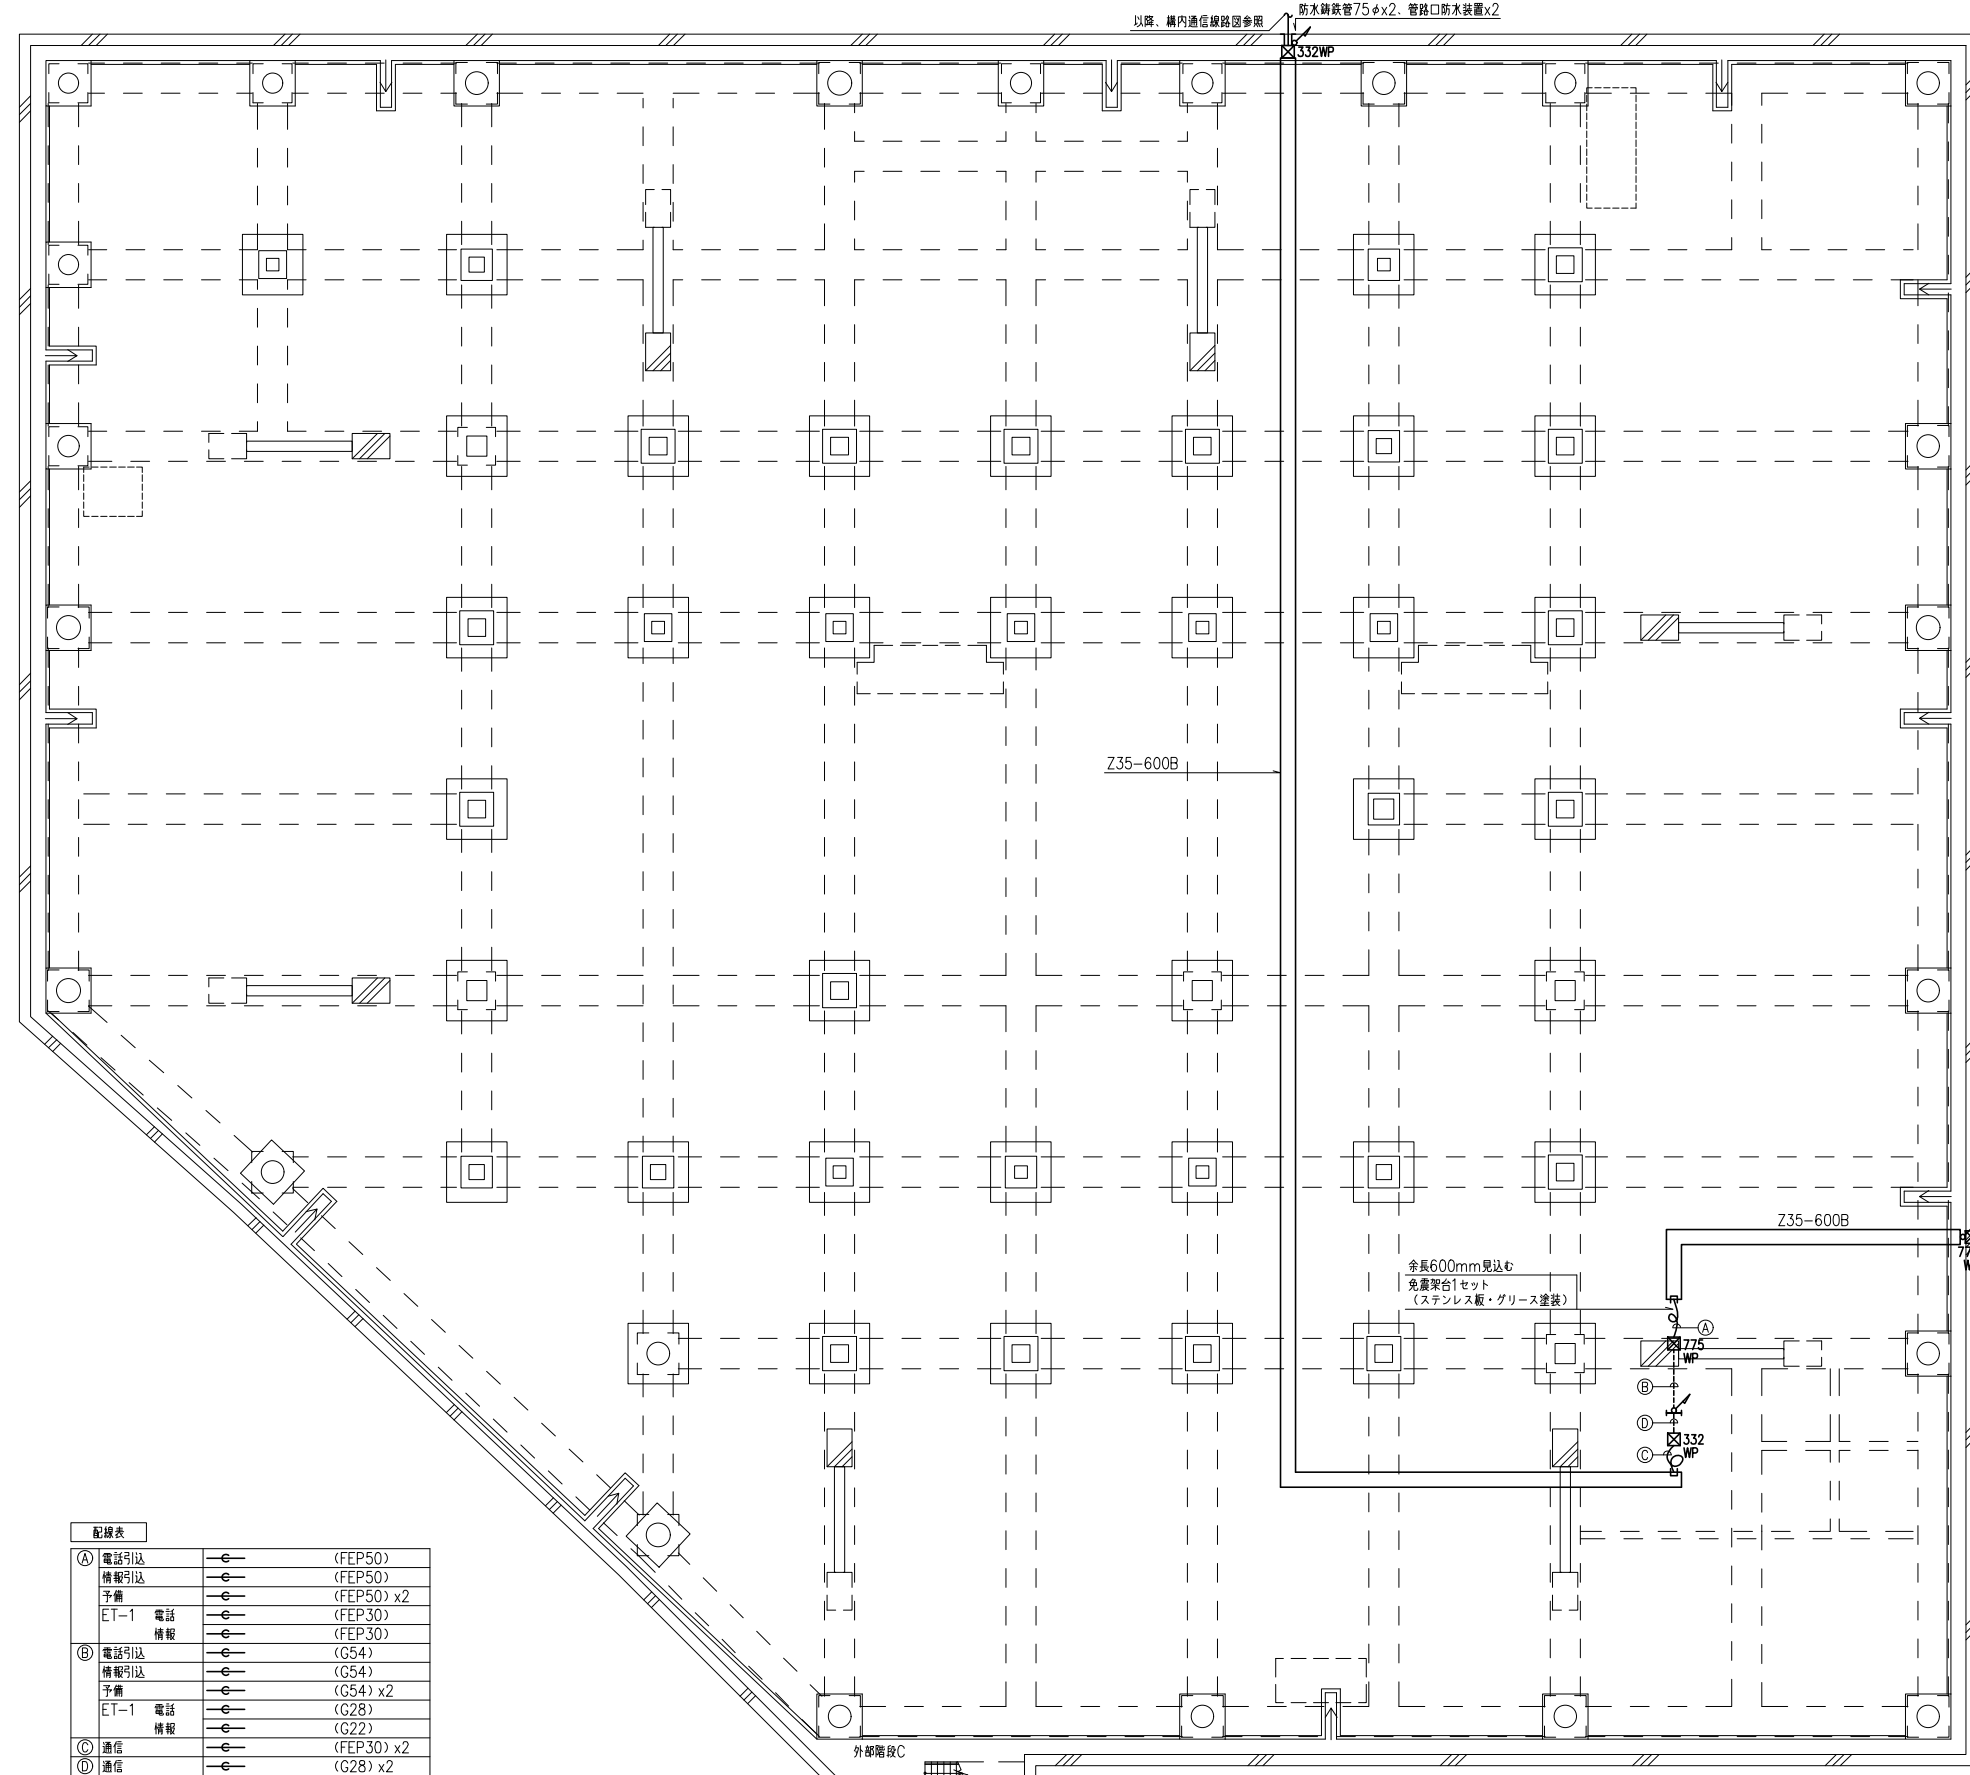 以降、構内通信線路図参照
防水鋳鉄管75φx2、管路口防水装置x2
332WP
Z35-600B
Z35-600B
余長600mm見込む
免震架台1セット
（ステンレス板・グリース塗装）
A
775
WP
B
D
332
WP
C
配線表
A 電話引込 (FEP50)
情報引込 (FEP50)
予備 (FEP50) x2
ET-1 電話 (FEP30)
情報 (FEP30)
B 電話引込 (G54)
情報引込 (G54)
予備 (G54) x2
ET-1 電話 (G28)
情報 (G22)
C 通信 (FEP30) x2
D 通信 (G28) x2
外部階段C